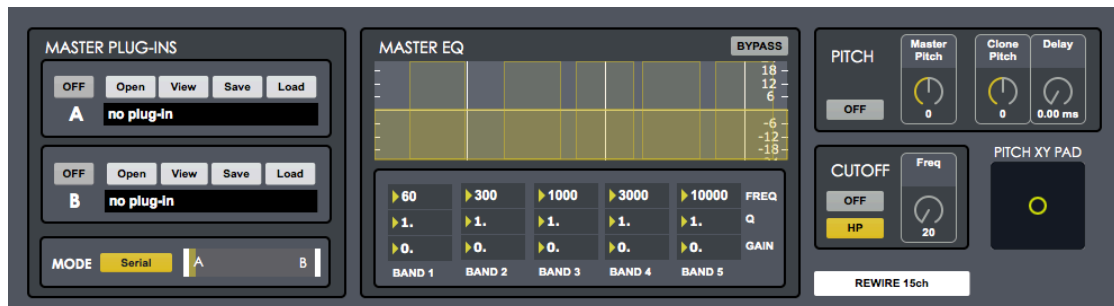 MASTER PLUG-INS
OFF Open View Save Load
A no plug-in
OFF Open View Save Load
B no plug-in
MODE Serial A B
MASTER EQ BYPASS
18
12
6
-6
-12
-18
60 300 1000 3000 10000 FREQ
1. 1. 1. 1. 1. Q
0. 0. 0. 0. 0. GAIN
BAND 1 BAND 2 BAND 3 BAND 4 BAND 5
PITCH
OFF
Master
Pitch
0
Clone
Pitch
0
Delay
0.00 ms
CUTOFF
OFF
HP
Freq
20
PITCH XY PAD
REWIRE 15ch